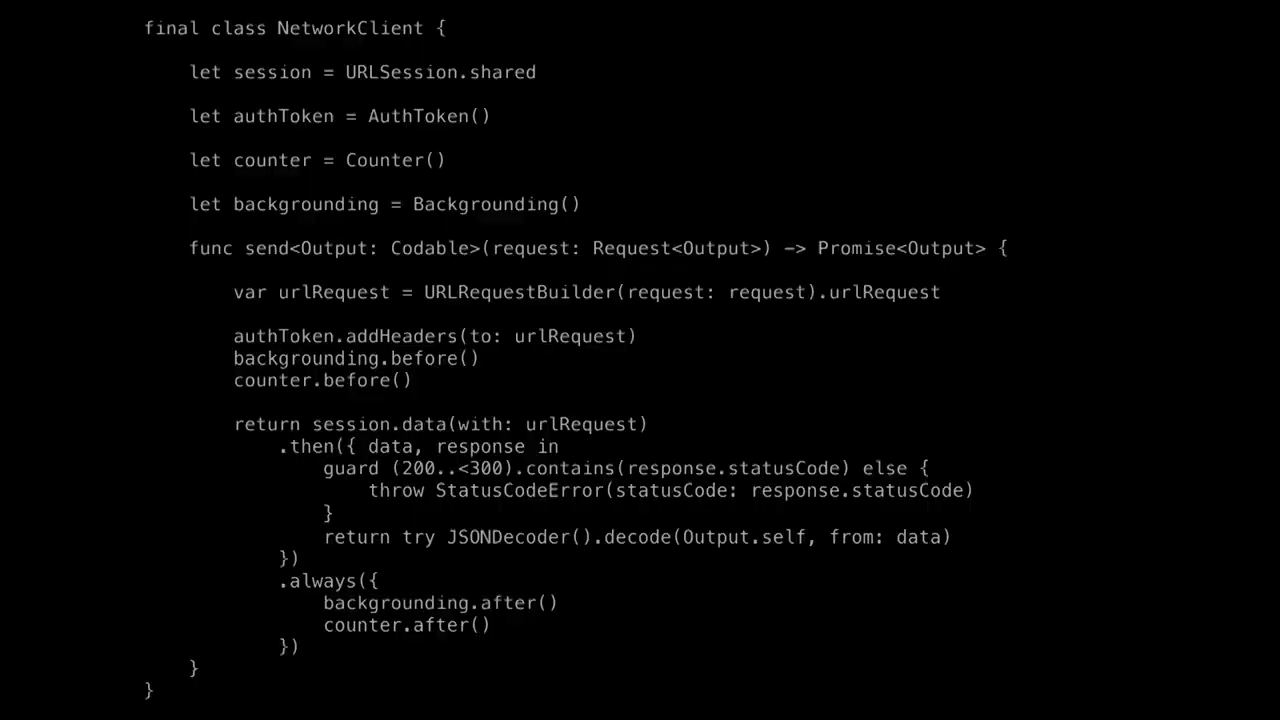 final class NetworkClient {
let session = URLSession.shared
let authToken = AuthToken()
let counter = Counter()
let backgrounding = Backgrounding()
func send<Output: Codable>(request: Request<Output>) -> Promise<Output> {
var urlRequest = URLRequestBuilder(request: request).urlRequest
authToken.addHeaders(to: urlRequest)
backgrounding.before()
counter.before()
return session.data(with: urlRequest)
.then({ data, response in
guard (200..<300).contains(response.statusCode) else {
throw StatusCodeError(statusCode: response.statusCode)
}
return try JSONDecoder().decode(Output.self, from: data)
})
.always({
backgrounding.after()
counter.after()
})
}
}